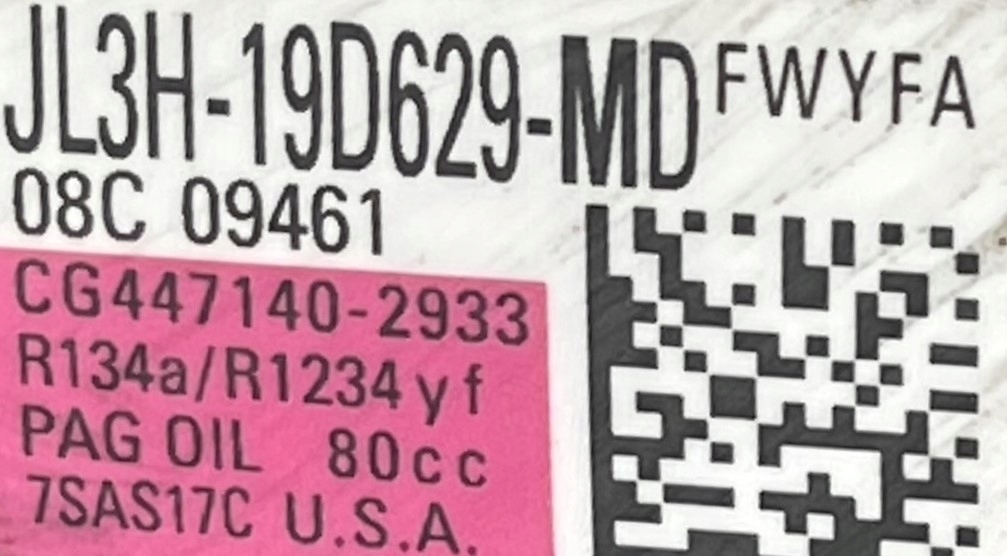 JL3H-19D629-MD FWYFA
08C 09461
CG447140-2933
R134a/R1234yf
PAG OIL 80cc
7SAS17C U.S.A.